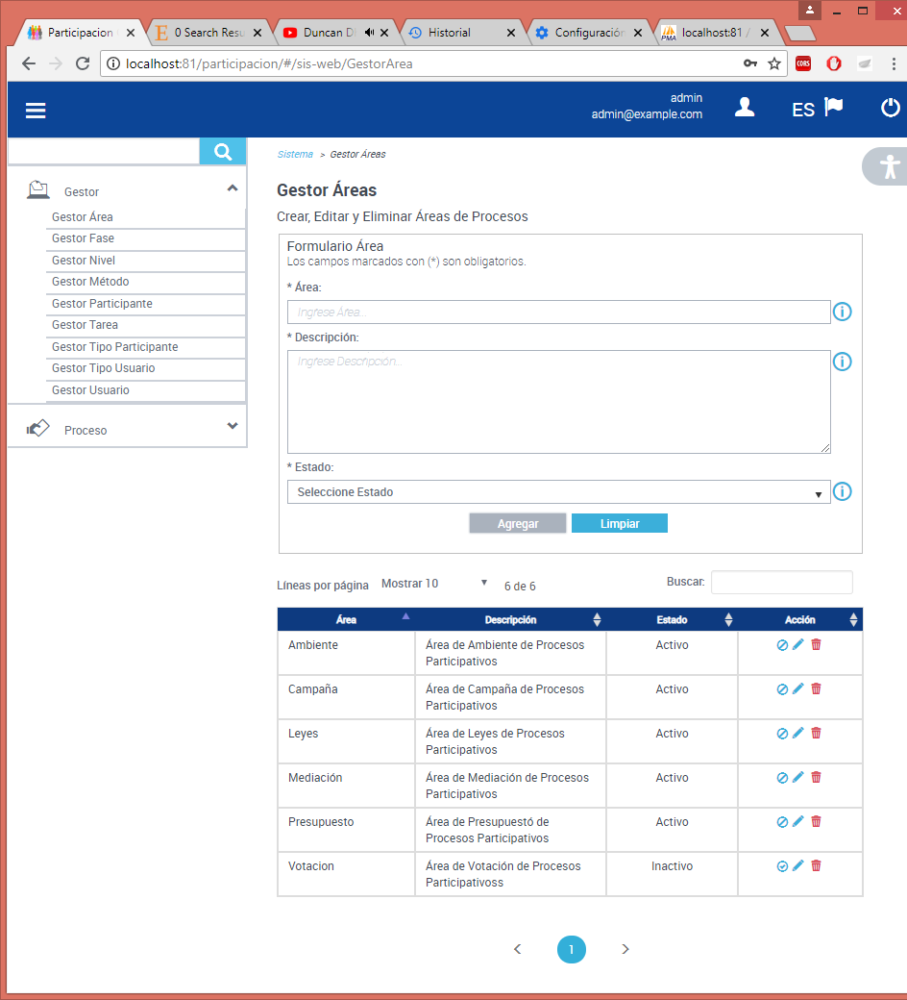 Participacion
0 Search Resu
Duncan D
Historial
Configuración
localhost:81 /
localhost:81/participacion/#/sis-web/GestorArea
CORS
admin
admin@example.com
ES
Sistema > Gestor Áreas
Gestor
Gestor Área
Gestor Fase
Gestor Nivel
Gestor Método
Gestor Participante
Gestor Tarea
Gestor Tipo Participante
Gestor Tipo Usuario
Gestor Usuario
Proceso
Gestor Áreas
Crear, Editar y Eliminar Áreas de Procesos
Formulario Área
Los campos marcados con (*) son obligatorios.
* Área:
Ingrese Área...
* Descripción:
Ingrese Descripción...
* Estado:
Seleccione Estado
Agregar Limpiar
Líneas por página Mostrar 10 6 de 6 Buscar:
Área Descripción Estado Acción
Ambiente Área de Ambiente de Procesos Activo
Participativos
Campaña Área de Campaña de Procesos Activo
Participativos
Leyes Área de Leyes de Procesos Activo
Participativos
Mediación Área de Mediación de Procesos Activo
Participativos
Presupuesto Área de Presupuestó de Activo
Procesos Participativos
Votacion Área de Votación de Procesos Inactivo
Participativoss
< 1 >